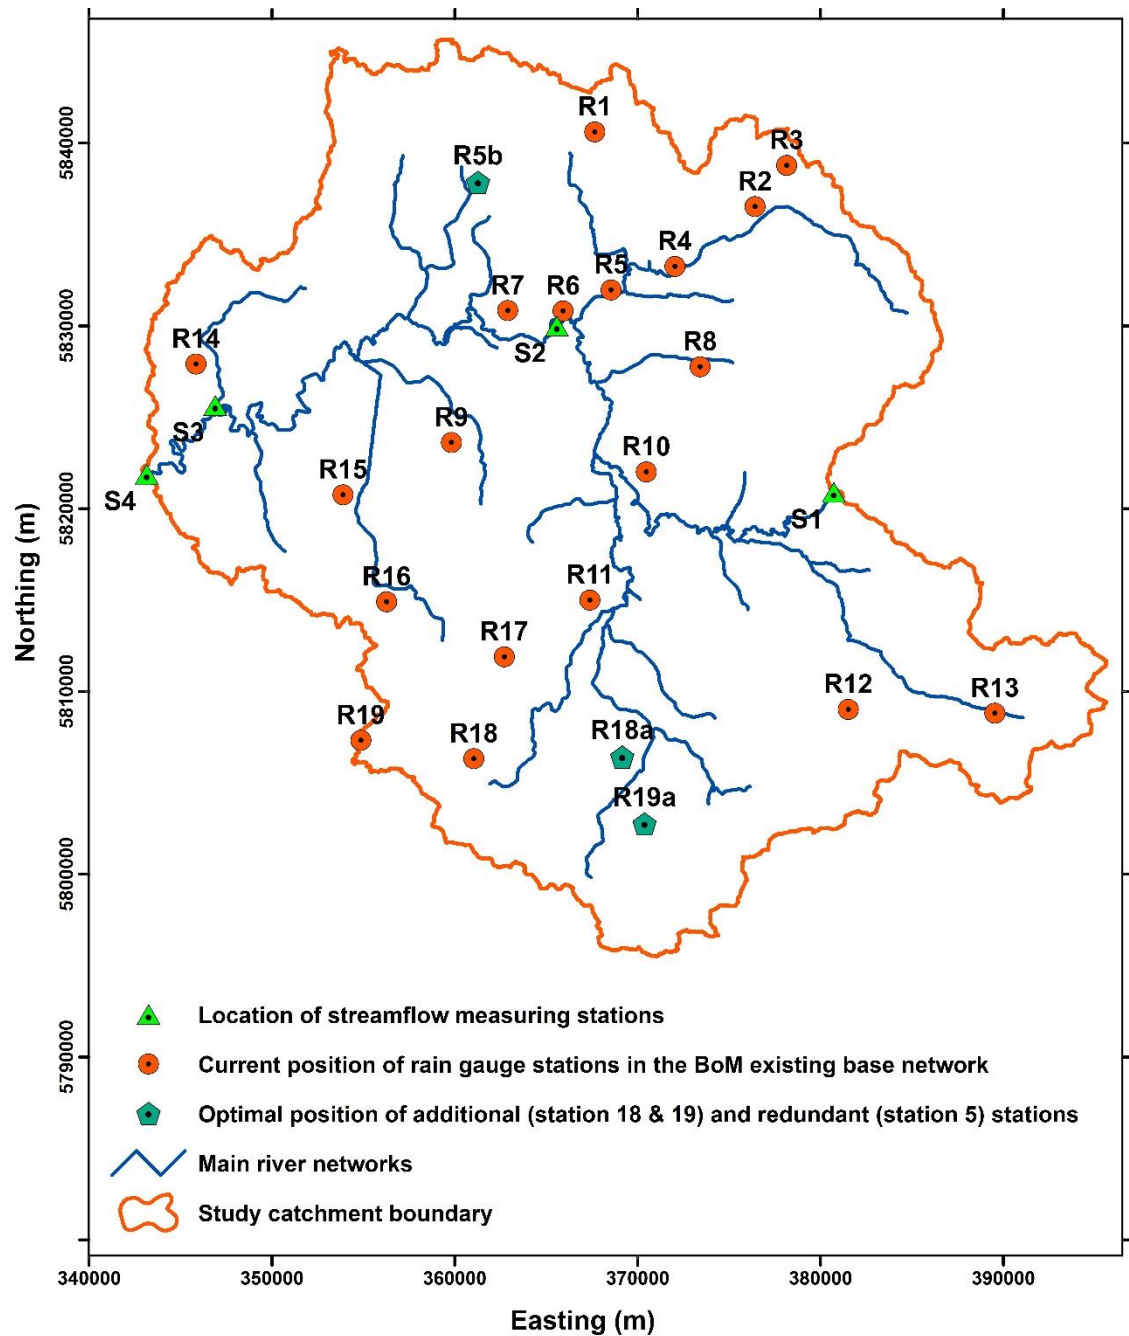 R1
R3
R5b
R2
R4
R5
R7
R6
R14
S2
R8
R9
S3
R10
R15
S4
S1
R16
R11
R17
R12
R13
R19
R18
R18a
R19a
5840000
5830000
5820000
5810000
5800000
5790000
Northing (m)
Location of streamflow measuring stations
Current position of rain gauge stations in the BoM existing base network
Optimal position of additional (station 18 & 19) and redundant (station 5) stations
Main river networks
Study catchment boundary
340000
350000
360000
370000
380000
390000
Easting (m)